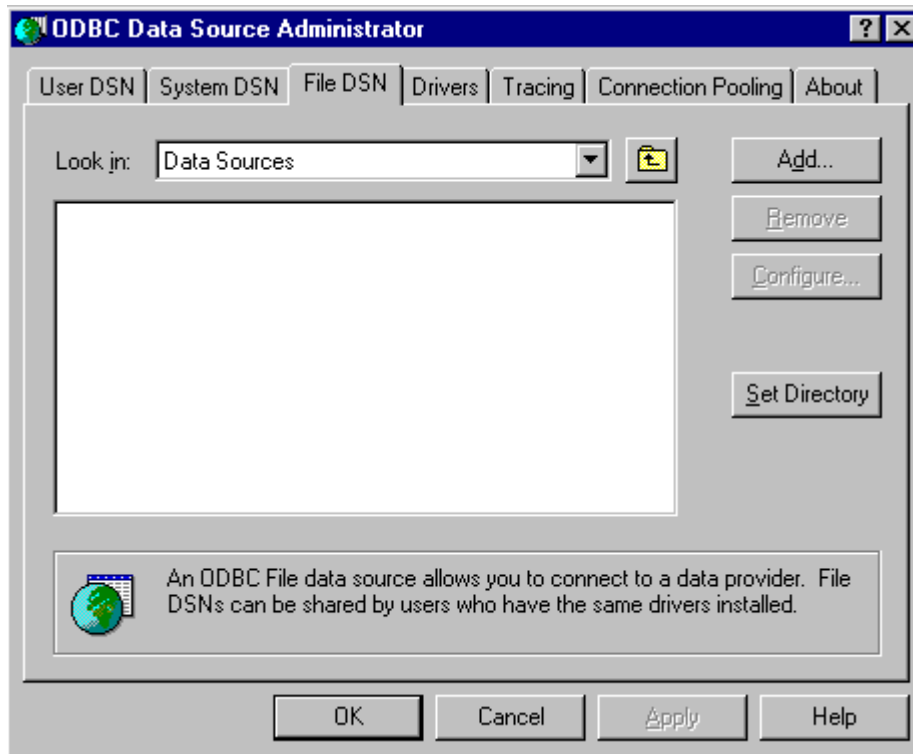 ODBC Data Source Administrator
User DSN System DSN File DSN Drivers Tracing Connection Pooling About
Look in: Data Sources Add...
Remove
Configure...
Set Directory
An ODBC File data source allows you to connect to a data provider. File
DSNs can be shared by users who have the same drivers installed.
OK Cancel Apply Help